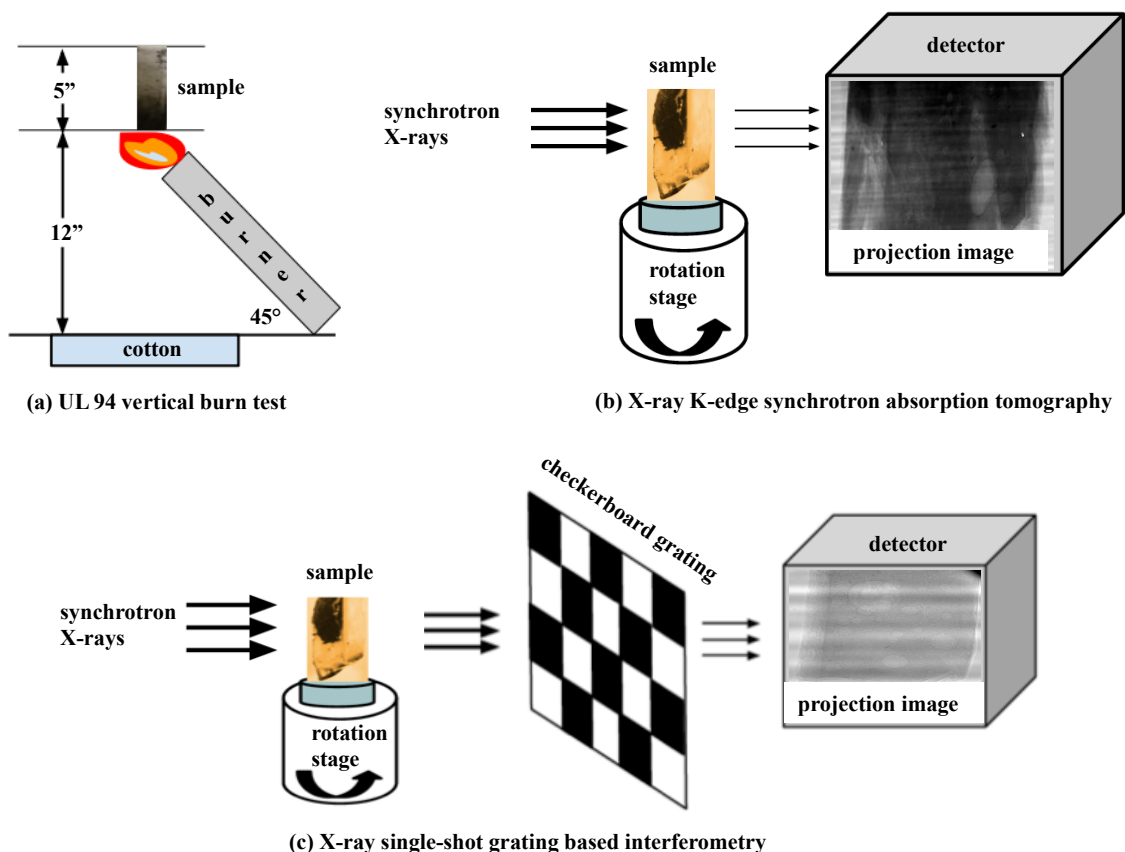 5”
sample
12”
burner
45°
cotton
(a) UL 94 vertical burn test
synchrotron
X-rays
sample
rotation
stage
detector
projection image
(b) X-ray K-edge synchrotron absorption tomography
synchrotron
X-rays
sample
rotation
stage
checkerboard grating
detector
projection image
(c) X-ray single-shot grating based interferometry